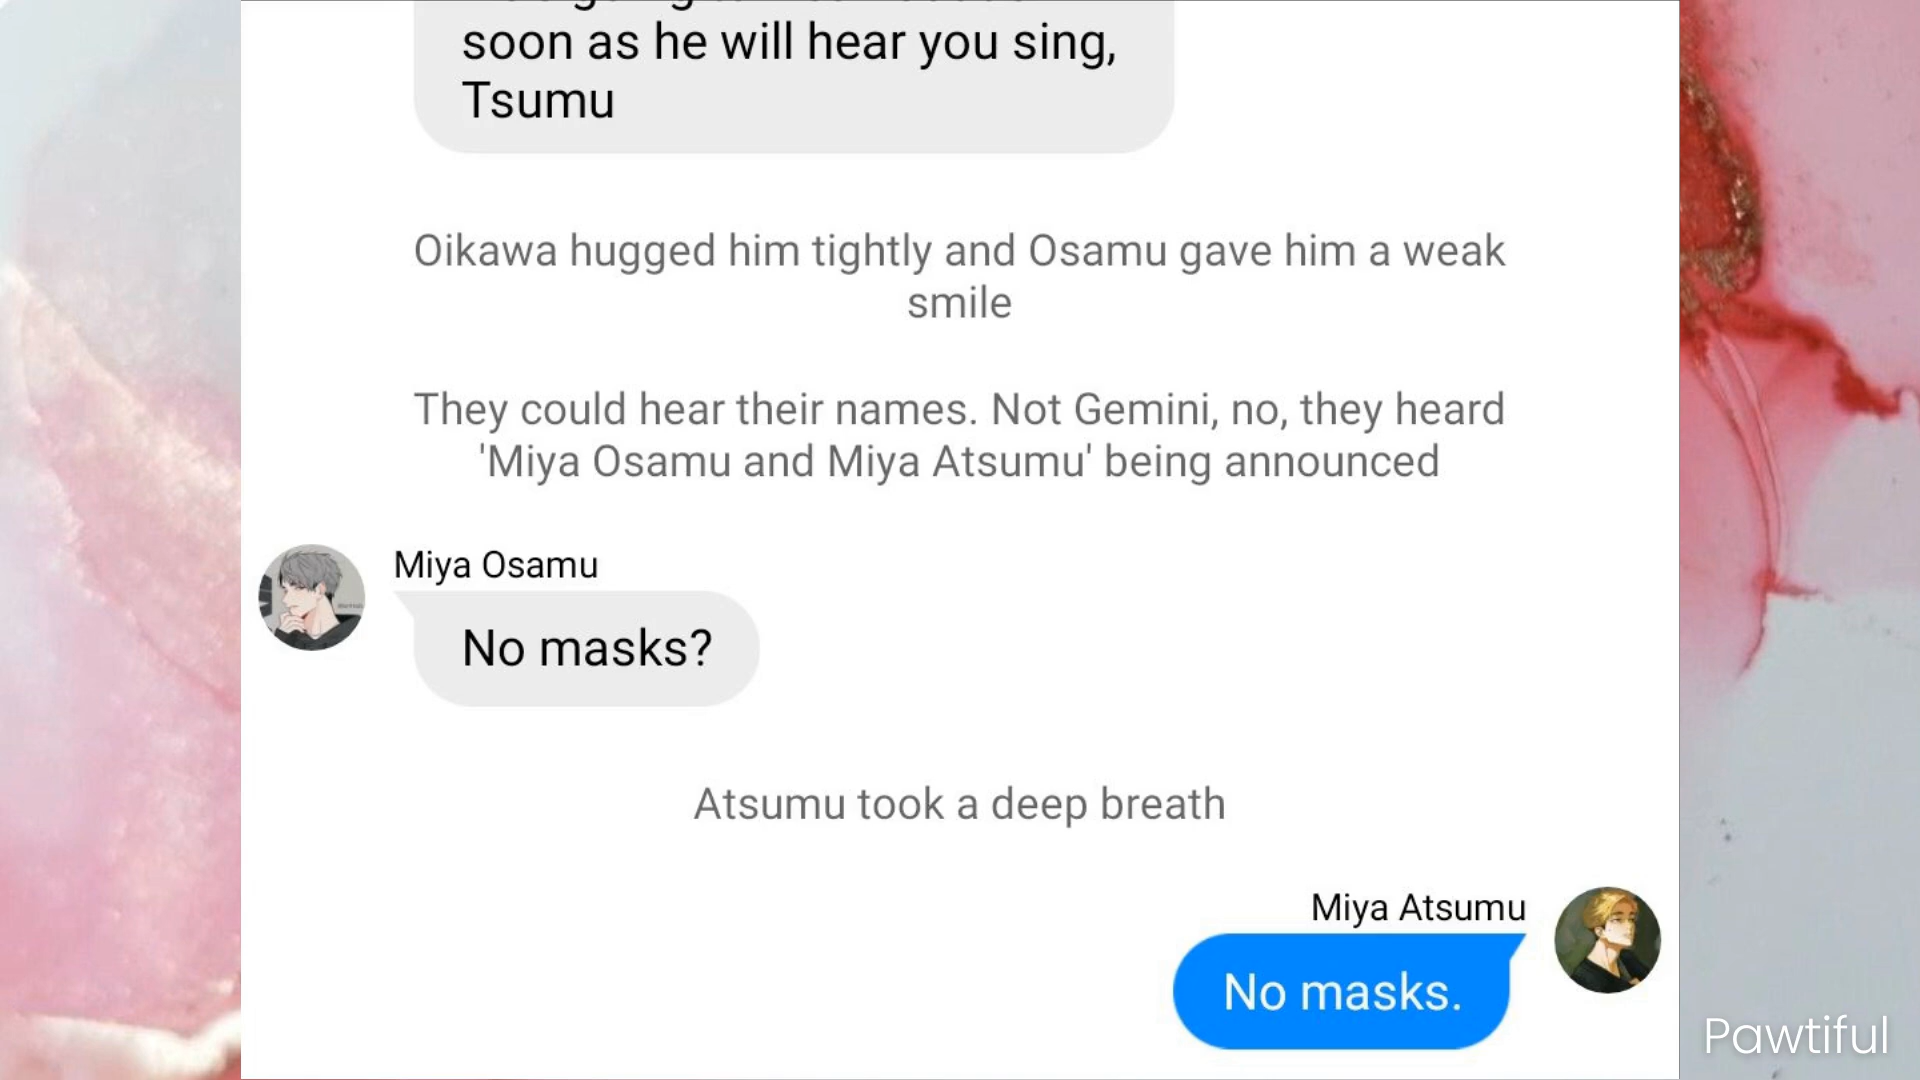 soon as he will hear you sing,
Tsumu
Oikawa hugged him tightly and Osamu gave him a weak
smile
They could hear their names. Not Gemini, no, they heard
'Miya Osamu and Miya Atsumu' being announced
Miya Osamu
No masks?
Atsumu took a deep breath
Miya Atsumu
No masks.
Pawtiful